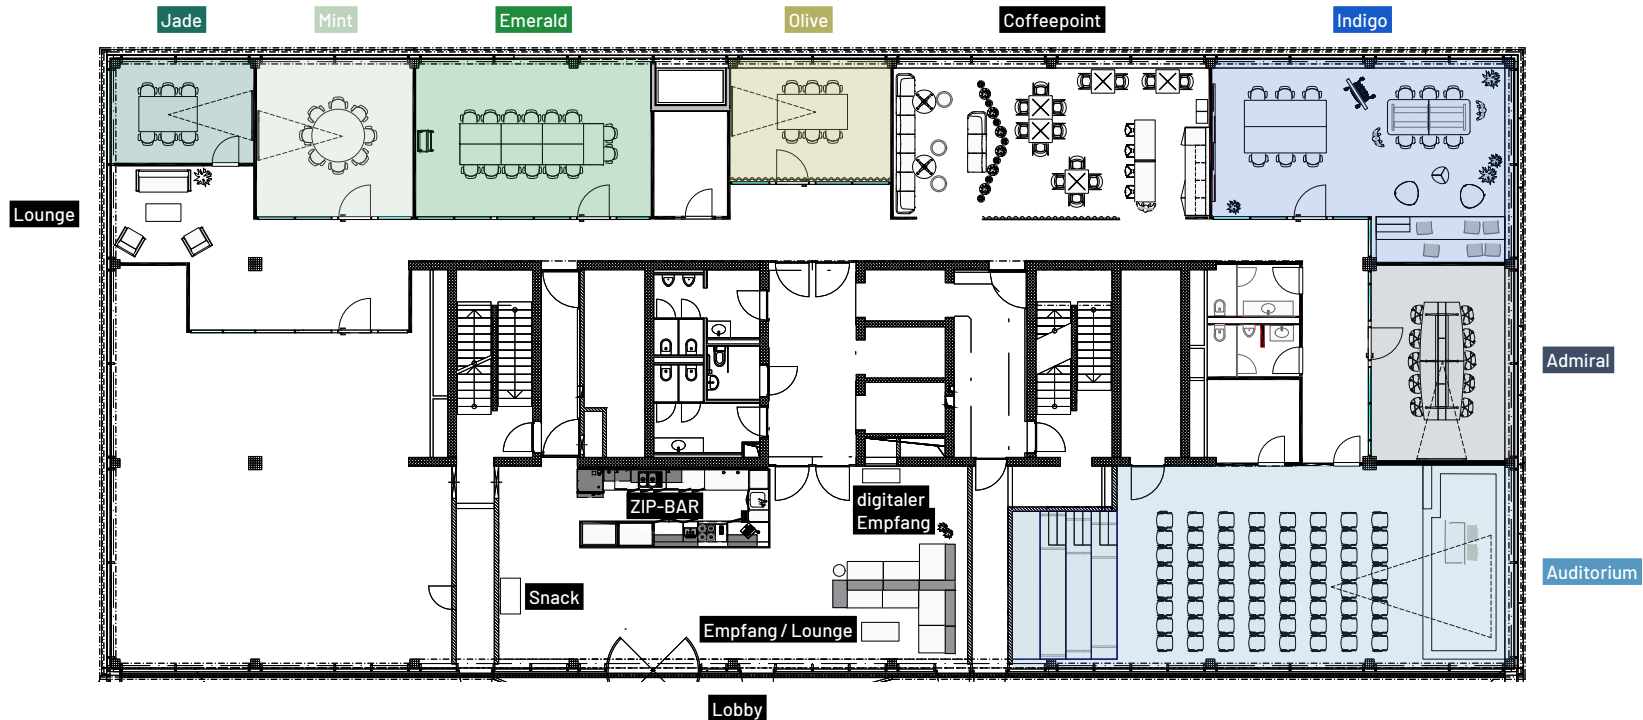 Jade
Mint
Emerald
Olive
Coffeepoint
Indigo
Lounge
Admiral
ZIP-BAR
digitaler
Empfang
Auditorium
Snack
Empfang / Lounge
Lobby